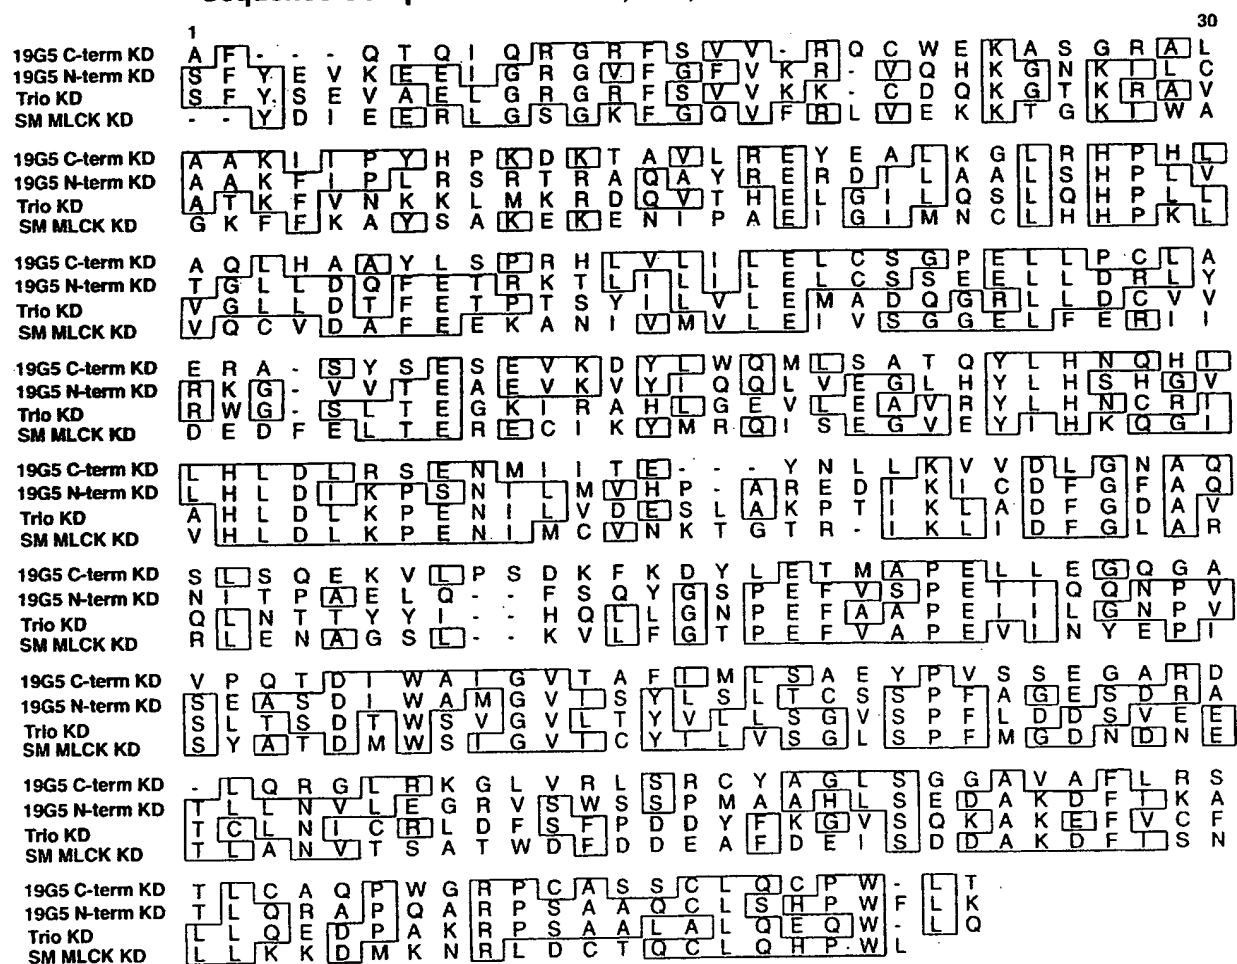 1 30
19G5 C-term KD A F - - - Q T Q I Q R G R F S V V - R Q C W E K A S G R A L
19G5 N-term KD S F Y E V K E E I G R G V F G F V K R - V Q H K G N K I L C
Trio KD S F Y S E V A E L G R G R F S V V K K - C D Q K G T K R A V
SM MLCK KD - - Y D I E E R L G S G K F G Q V F R L V E K K T G K I W A
19G5 C-term KD A A K I I P Y H P K D K T A V L R E Y E A L K G L R H P H L
19G5 N-term KD A A K F I P L R S R T R A Q A Y R E R D I L A A L S H P L V
Trio KD A T K F V N K K L M K R D Q V T H E L G I L Q S L Q H P L L
SM MLCK KD G K F F K A Y S A K E K E N I P A E I G I M N C L H H P K L
19G5 C-term KD A Q L H A A Y L S P R H L V L I L E L C S G P E L L P C L A
19G5 N-term KD T G L L D Q F E T R K T L I L I L E L C S S E E L L D R L Y
Trio KD V G L L D T F E T P T S Y I L V L E M A D Q G R L L D C V V
SM MLCK KD V Q C V D A F E E K A N I V M V L E I V S G G E L F E R I I
19G5 C-term KD E R A - S Y S E S E V K D Y L W Q M L S A T Q Y L H N Q H I
19G5 N-term KD R K G - V V T E A E V K V Y I Q Q L V E G L H Y L H S H G V
Trio KD R W G - S L T E G K I R A H L G E V L E A V R Y L H N C R I
SM MLCK KD D E D F E L T E R E C I K Y M R Q I S E G V E Y I H K Q G I
19G5 C-term KD L H L D L R S E N M I I T E - - - Y N L L K V V D L G N A Q
19G5 N-term KD L H L D I K P S N I L M V H P - A R E D I K I C D F G F A Q
Trio KD A H L D L K P E N I L V D E S L A K P T I K L A D F G D A V
SM MLCK KD V H L D L K P E N I M C V N K T G T R - I K L I D F G L A R
19G5 C-term KD S L S Q E K V L P S D K F K D Y L E T M A P E L L E G Q G A
19G5 N-term KD N I T P A E L Q - - F S Q Y G S P E F V S P E I I Q Q N P V
Trio KD Q L N T T Y Y I - - H Q L L G N P E F A A P E I I L G N P V
SM MLCK KD R L E N A G S L - - K V L F G T P E F V A P E V I N Y E P I
19G5 C-term KD V P Q T D I W A I G V T A F I M L S A E Y P V S S E G A R D
19G5 N-term KD S E A S D I W A M G V I S Y L S L T C S S P F A G E S D R A
Trio KD S L T S D T W S V G V L T Y V L L S G V S P F L D D S V E E
SM MLCK KD S Y A T D M W S I G V I C Y I L V S G L S P F M G D N D N E
19G5 C-term KD - L Q R G L R K G L V R L S R C Y A G L S G G A V A F L R S
19G5 N-term KD T L L N V L E G R V S W S S P M A A H L S E D A K D F I K A
Trio KD T C L N I C R L D F S F P D D Y F K G V S Q K A K E F V C F
SM MLCK KD T L A N V T S A T W D F D D E A F D E I S D D A K D F I S N
19G5 C-term KD T L C A Q P W G R P C A S S C L Q C P W - L T
19G5 N-term KD T L Q R A P Q A R P S A A Q C L S H P W F L K
Trio KD L L Q E D P A K R P S A A L A L Q E Q W - L Q
SM MLCK KD L L K K D M K N R L D C T Q C L Q H P W L